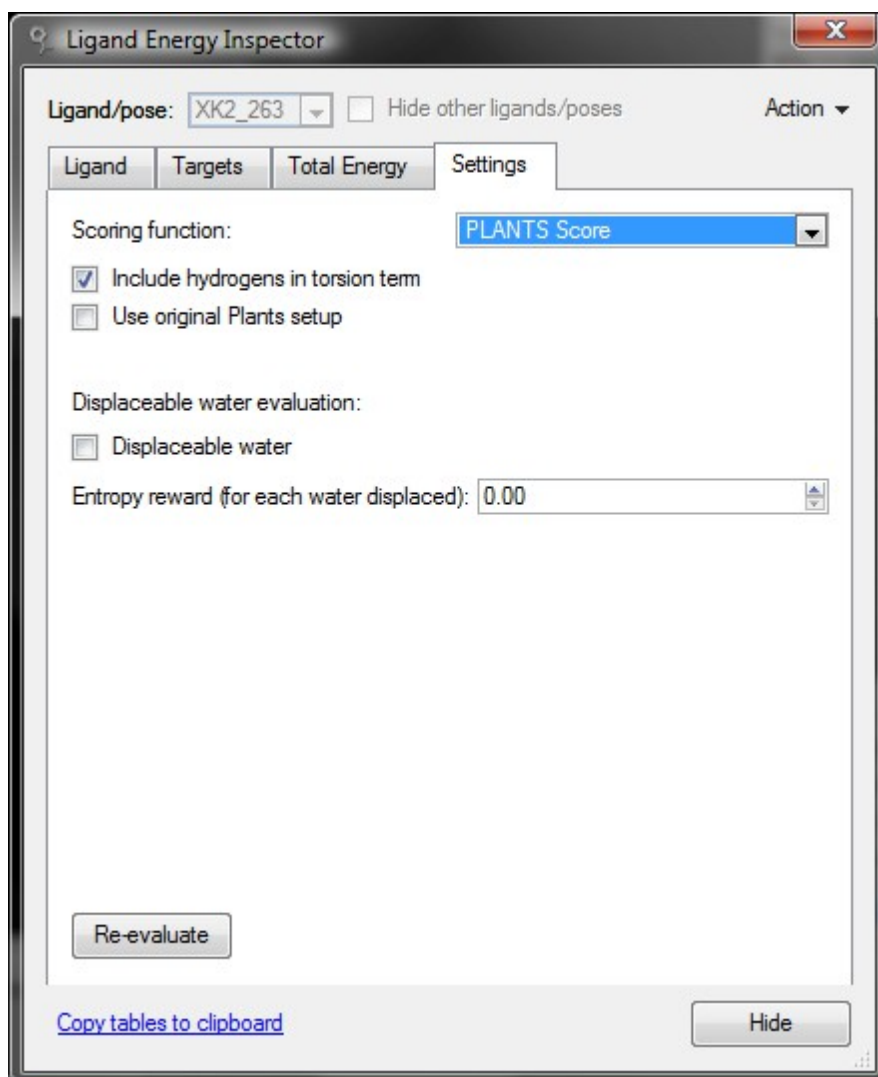 Ligand Energy Inspector
Ligand/pose: XK2_263 Hide other ligands/poses Action
Ligand Targets Total Energy Settings
Scoring function: PLANTS Score
Include hydrogens in torsion term
Use original Plants setup
Displaceable water evaluation:
Displaceable water
Entropy reward (for each water displaced): 0.00
Re-evaluate
Copy tables to clipboard Hide